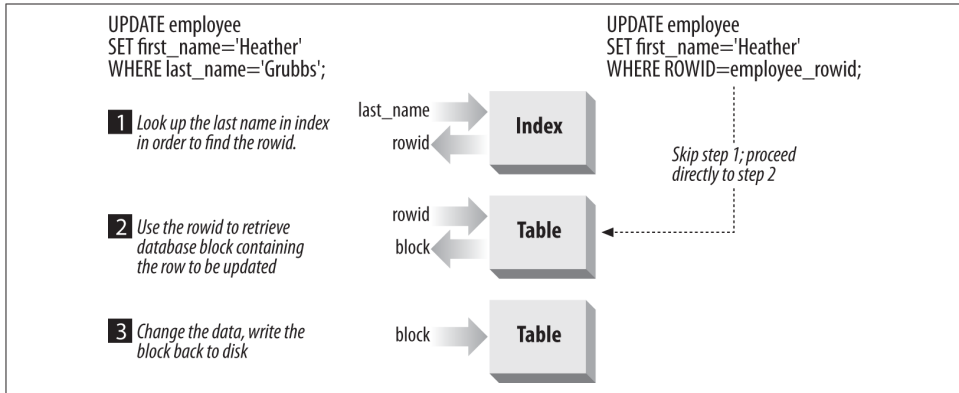 UPDATE employee
SET first_name='Heather'
WHERE last_name='Grubbs';
UPDATE employee
SET first_name='Heather'
WHERE ROWID=employee_rowid;
1 Look up the last name in index
in order to find the rowid.
last_name
rowid
Index
Skip step 1; proceed
directly to step 2
2 Use the rowid to retrieve
database block containing
the row to be updated
rowid
block
Table
3 Change the data, write the
block back to disk
block
Table